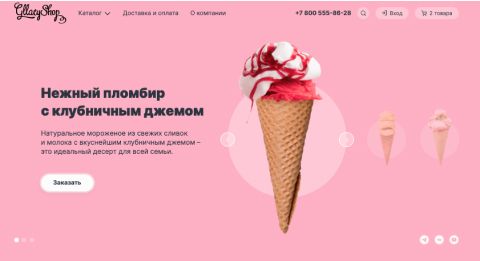 GllacyShop
Каталог
Доставка и оплата
О компании
+7 800 555-86-28
Вход
2 товара
Нежный пломбир
с клубничным джемом
Натуральное мороженое из свежих сливок
и молока с вкуснейшим клубничным джемом –
это идеальный десерт для всей семьи.
Заказать